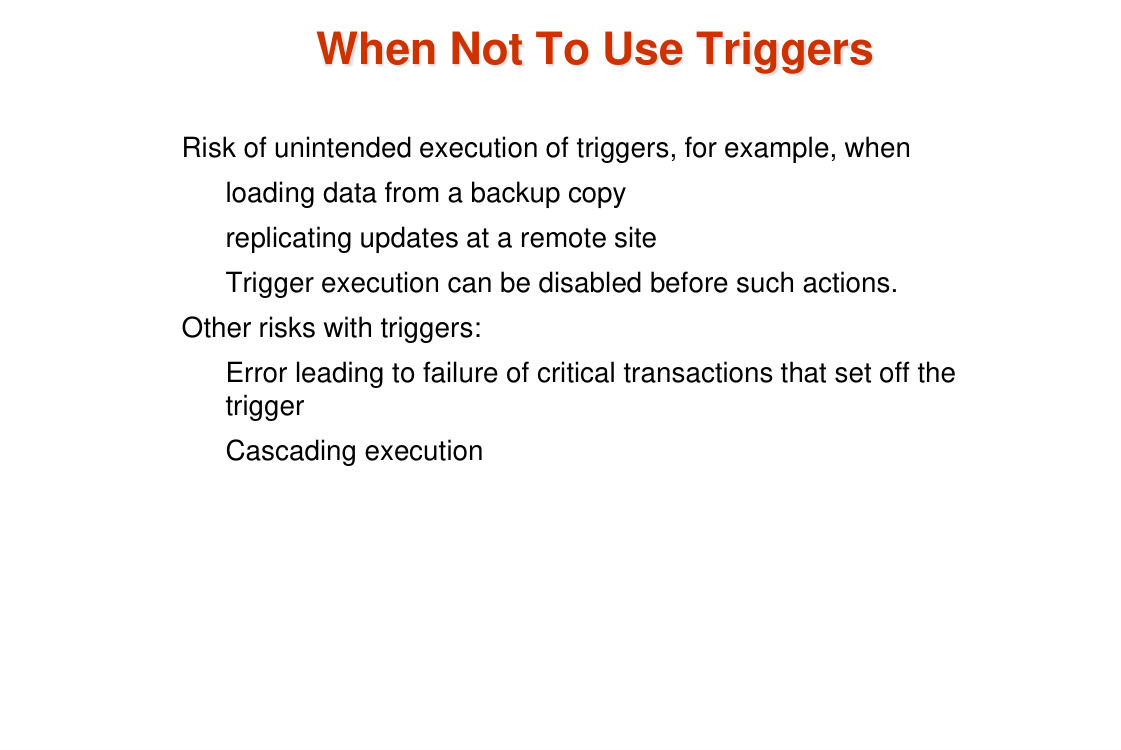 When Not To Use Triggers
Risk of unintended execution of triggers, for example, when
loading data from a backup copy
replicating updates at a remote site
Trigger execution can be disabled before such actions.
Other risks with triggers:
Error leading to failure of critical transactions that set off the
trigger
Cascading execution